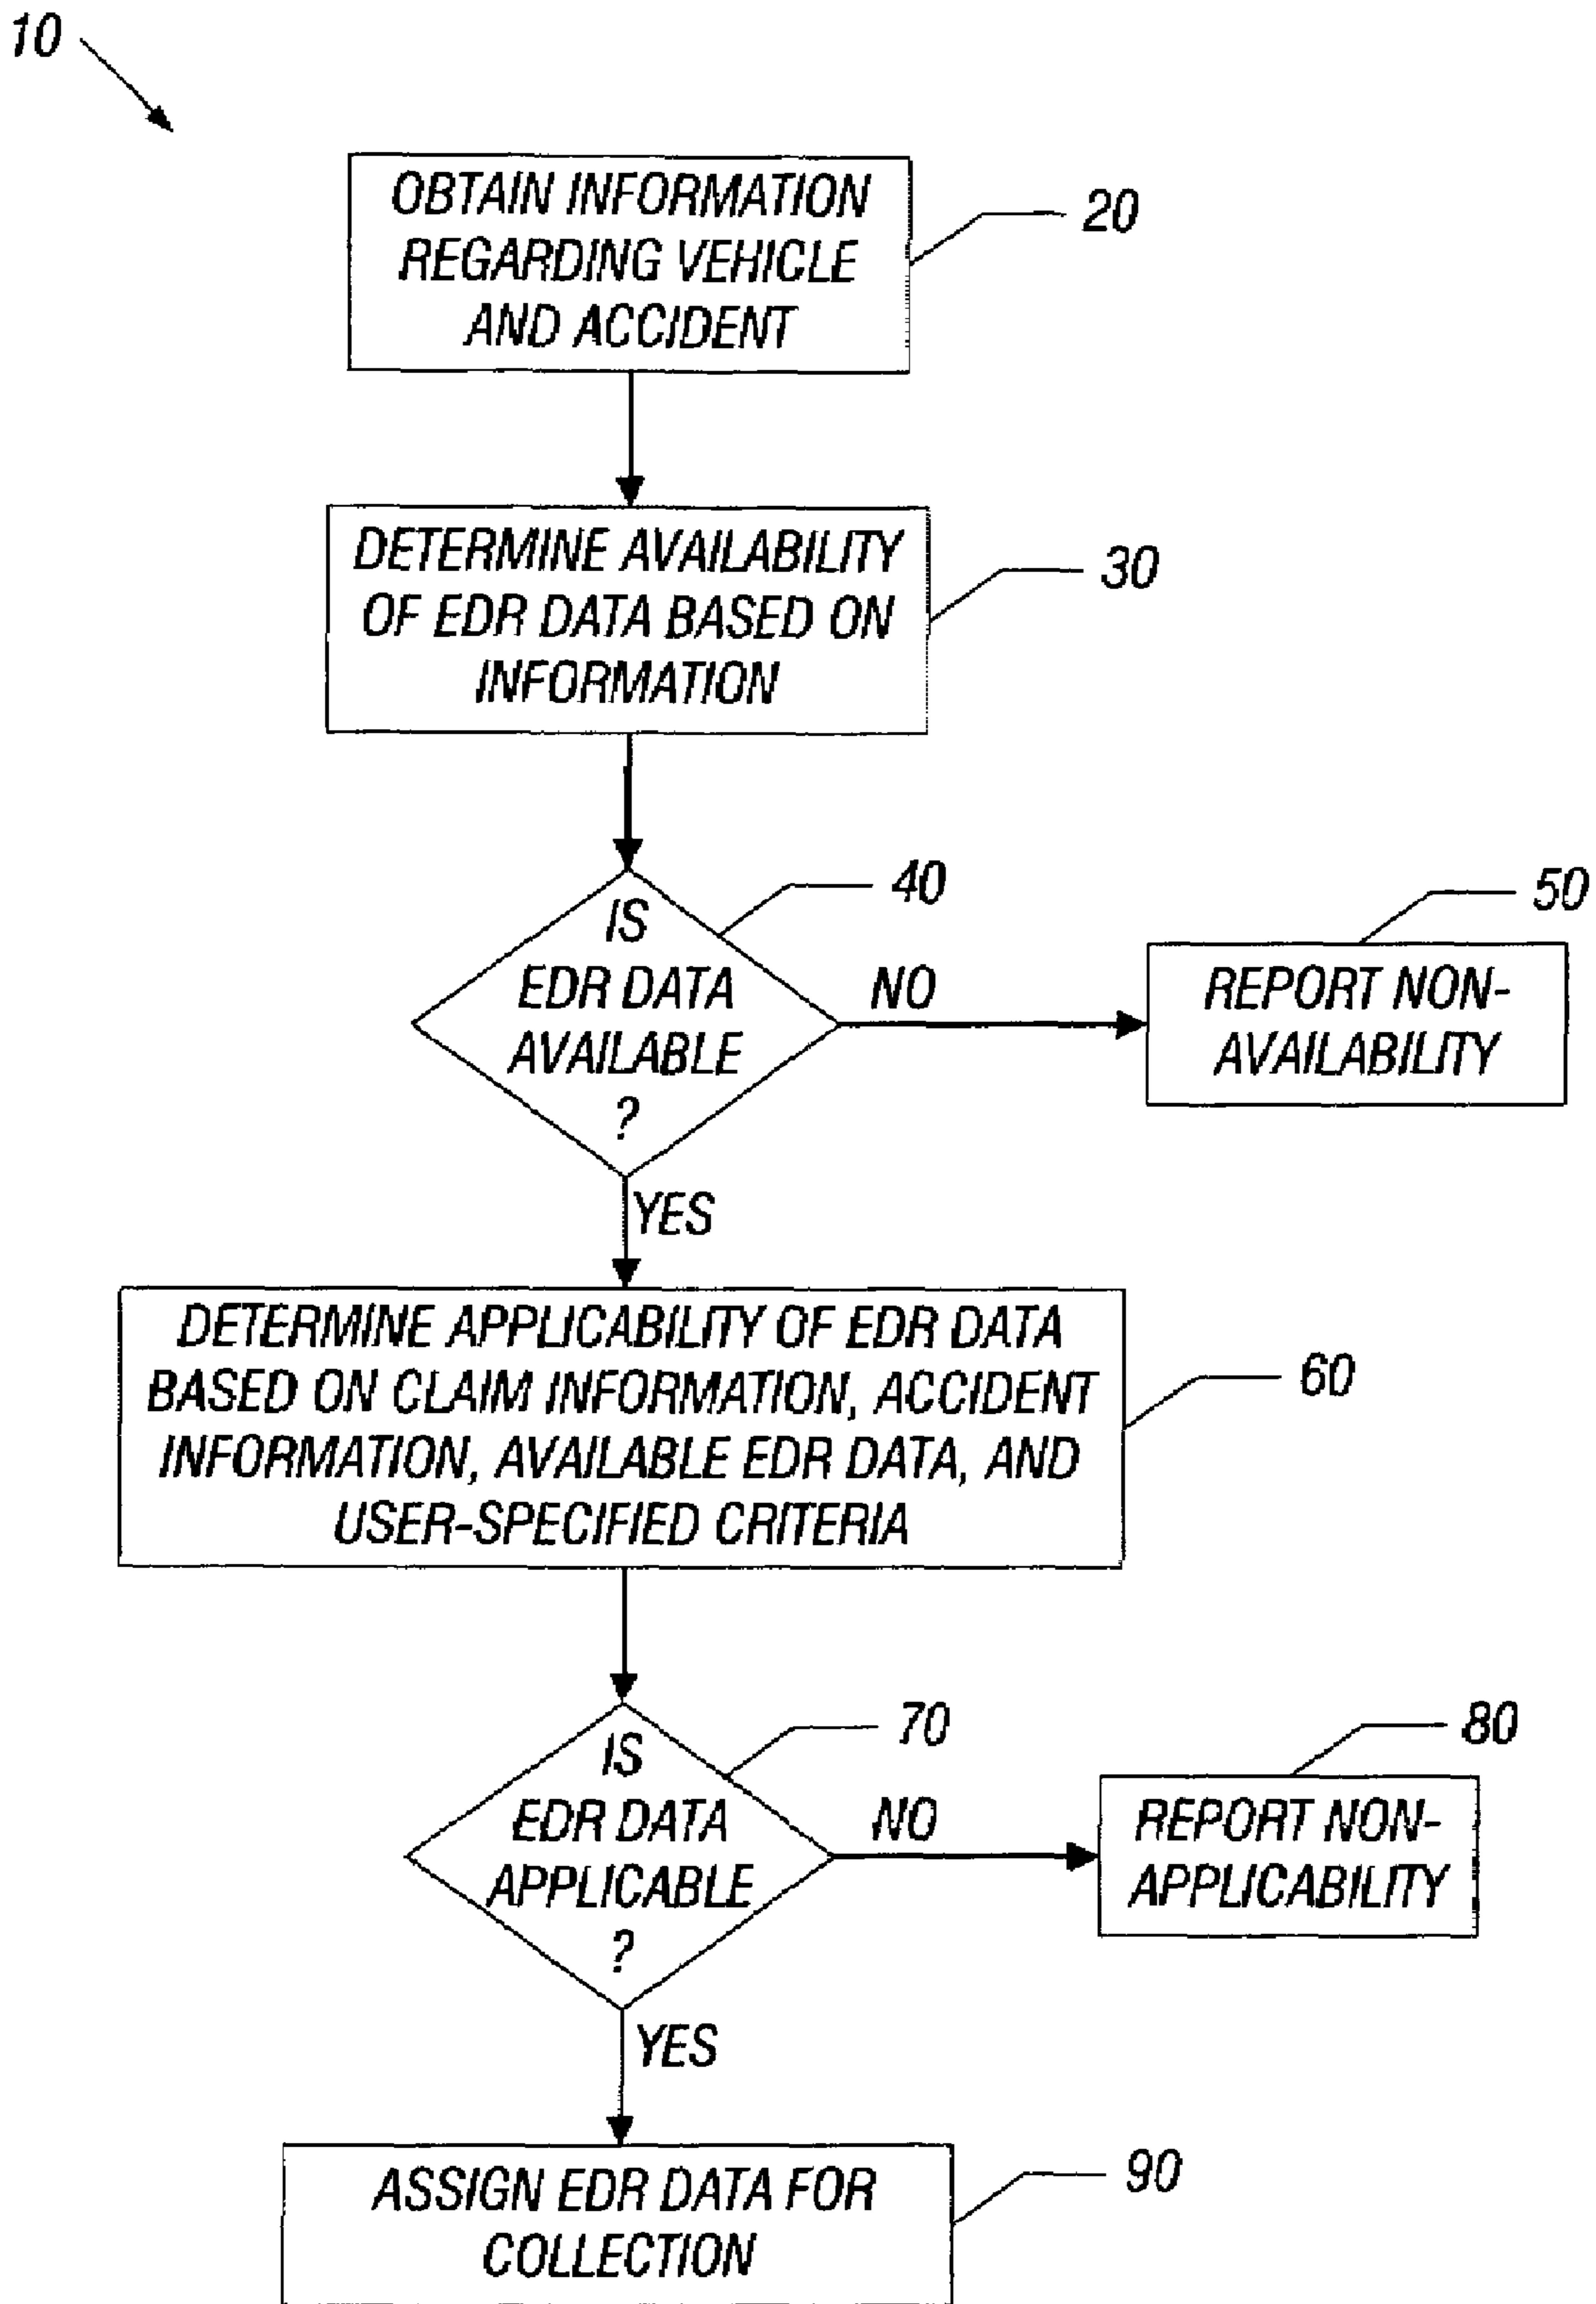 10
OBTAIN INFORMATION
REGARDING VEHICLE
AND ACCIDENT
20
DETERMINE AVAILABILITY
OF EDR DATA BASED ON
INFORMATION
30
IS
EDR DATA
AVAILABLE
?
40
NO
REPORT NON-
AVAILABILITY
50
YES
DETERMINE APPLICABILITY OF EDR DATA
BASED ON CLAIM INFORMATION, ACCIDENT
INFORMATION, AVAILABLE EDR DATA, AND
USER-SPECIFIED CRITERIA
60
IS
EDR DATA
APPLICABLE
?
70
NO
REPORT NON-
APPLICABILITY
80
YES
ASSIGN EDR DATA FOR
COLLECTION
90